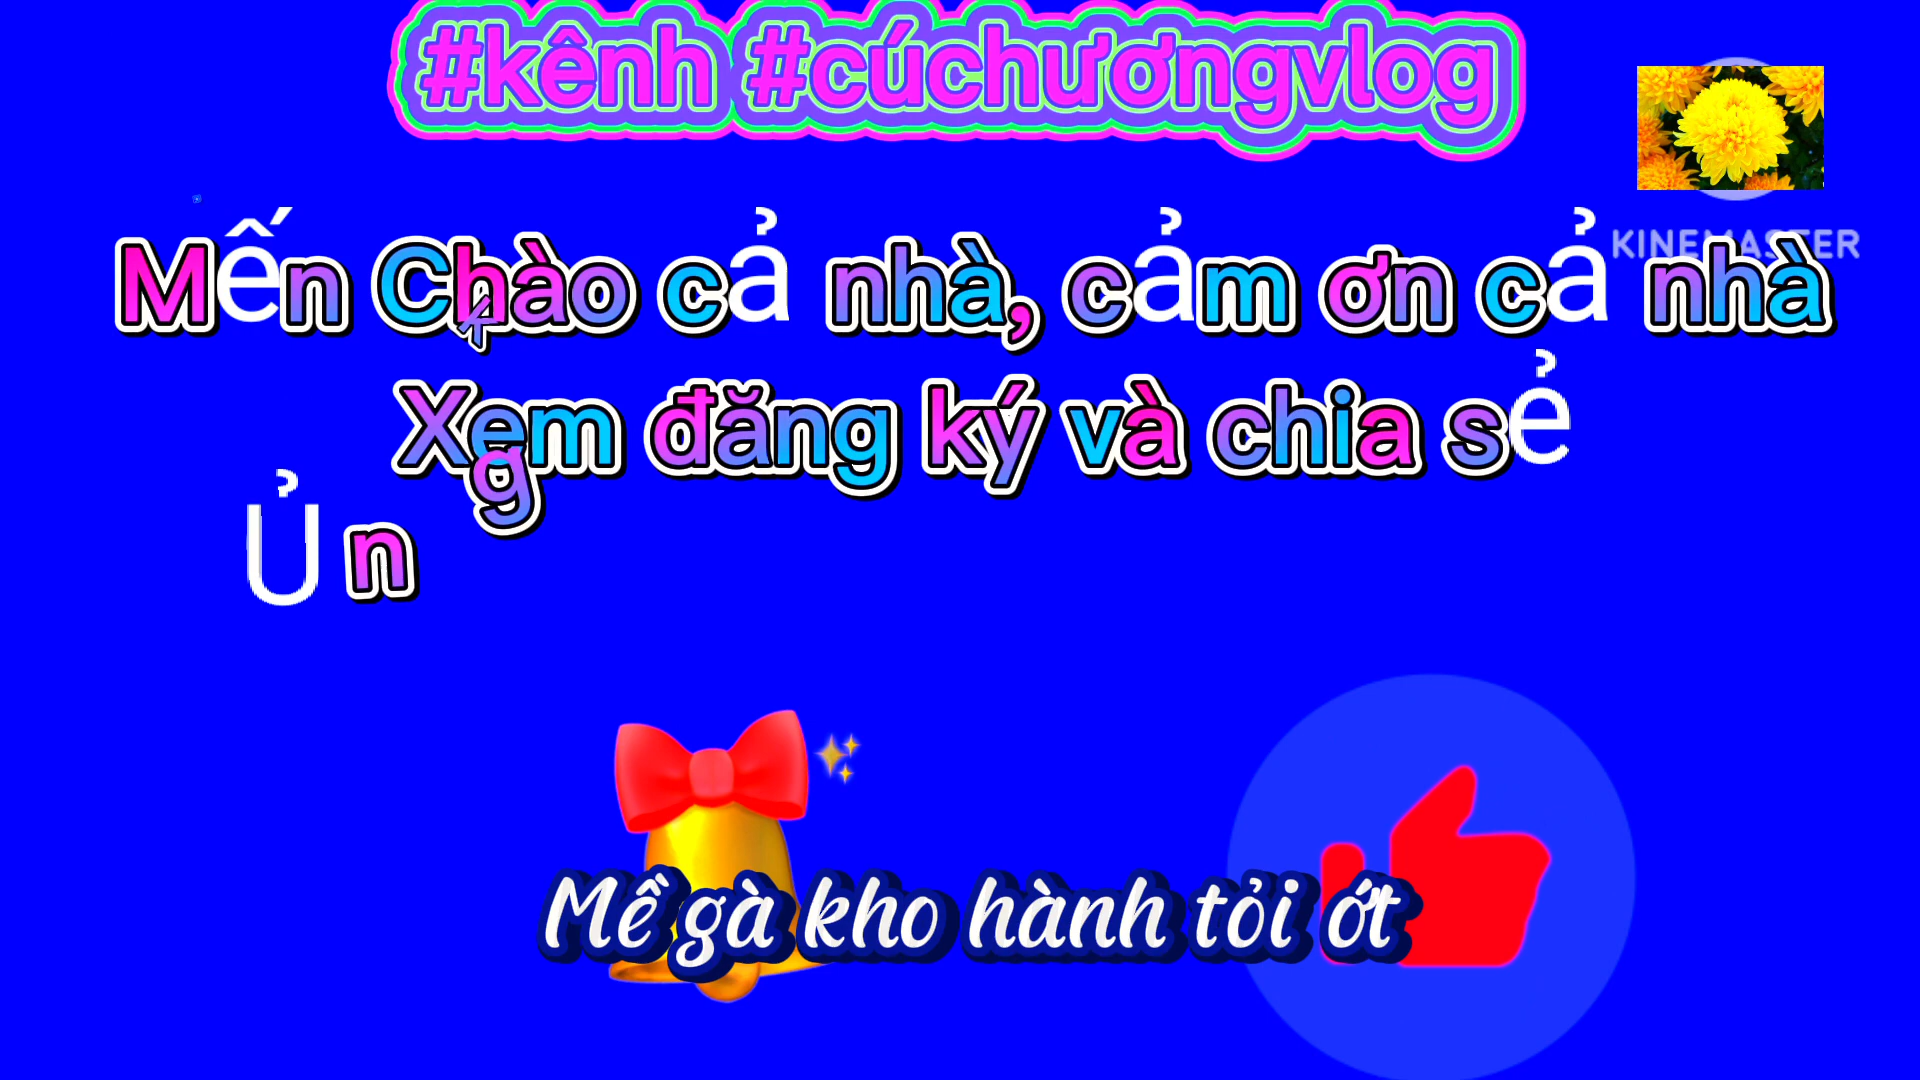 #kênh #cúchươngvlog
KINEMASTER
Mến Chào cả nhà, cảm ơn cả nhà
Xem đăng ký và chia sẻ
Ủng
Mề gà kho hành tỏi ớt